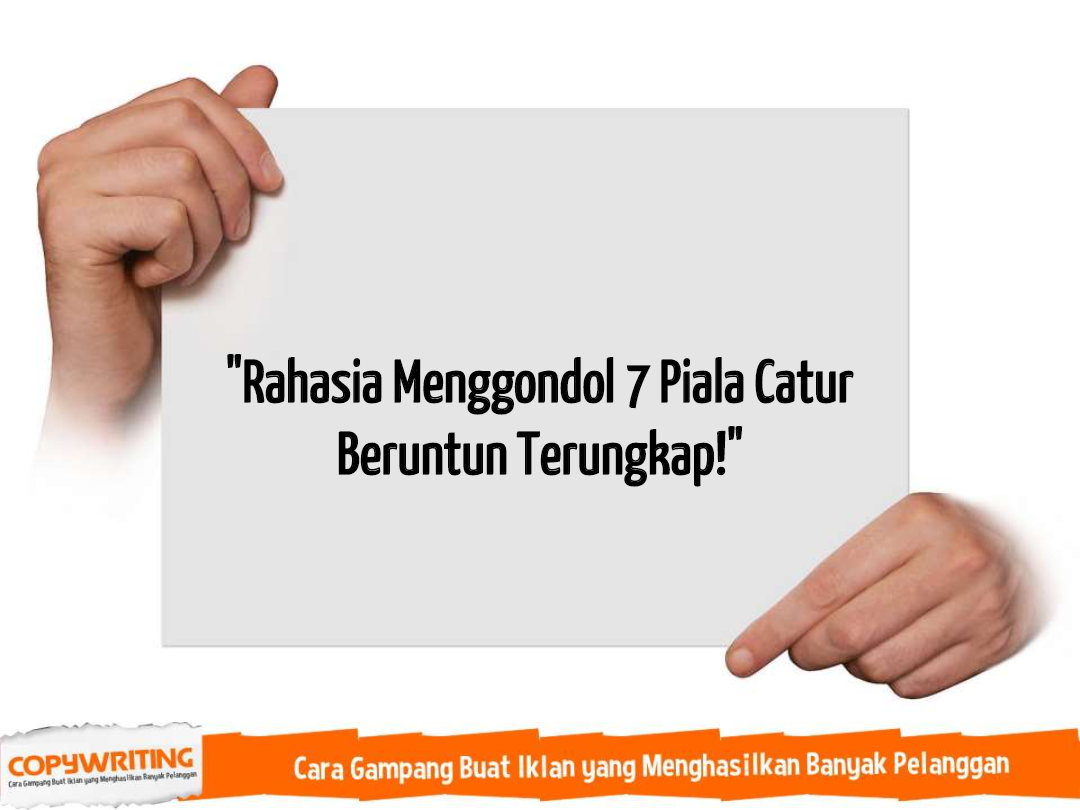 "Rahasia Menggondol 7 Piala Catur
Beruntun Terungkap!"
COPYWRITING
Cara Gampang Buat Iklan yang Menghasilkan Banyak Pelanggan
Cara Gampang Buat Iklan yang Menghasilkan Banyak Pelanggan